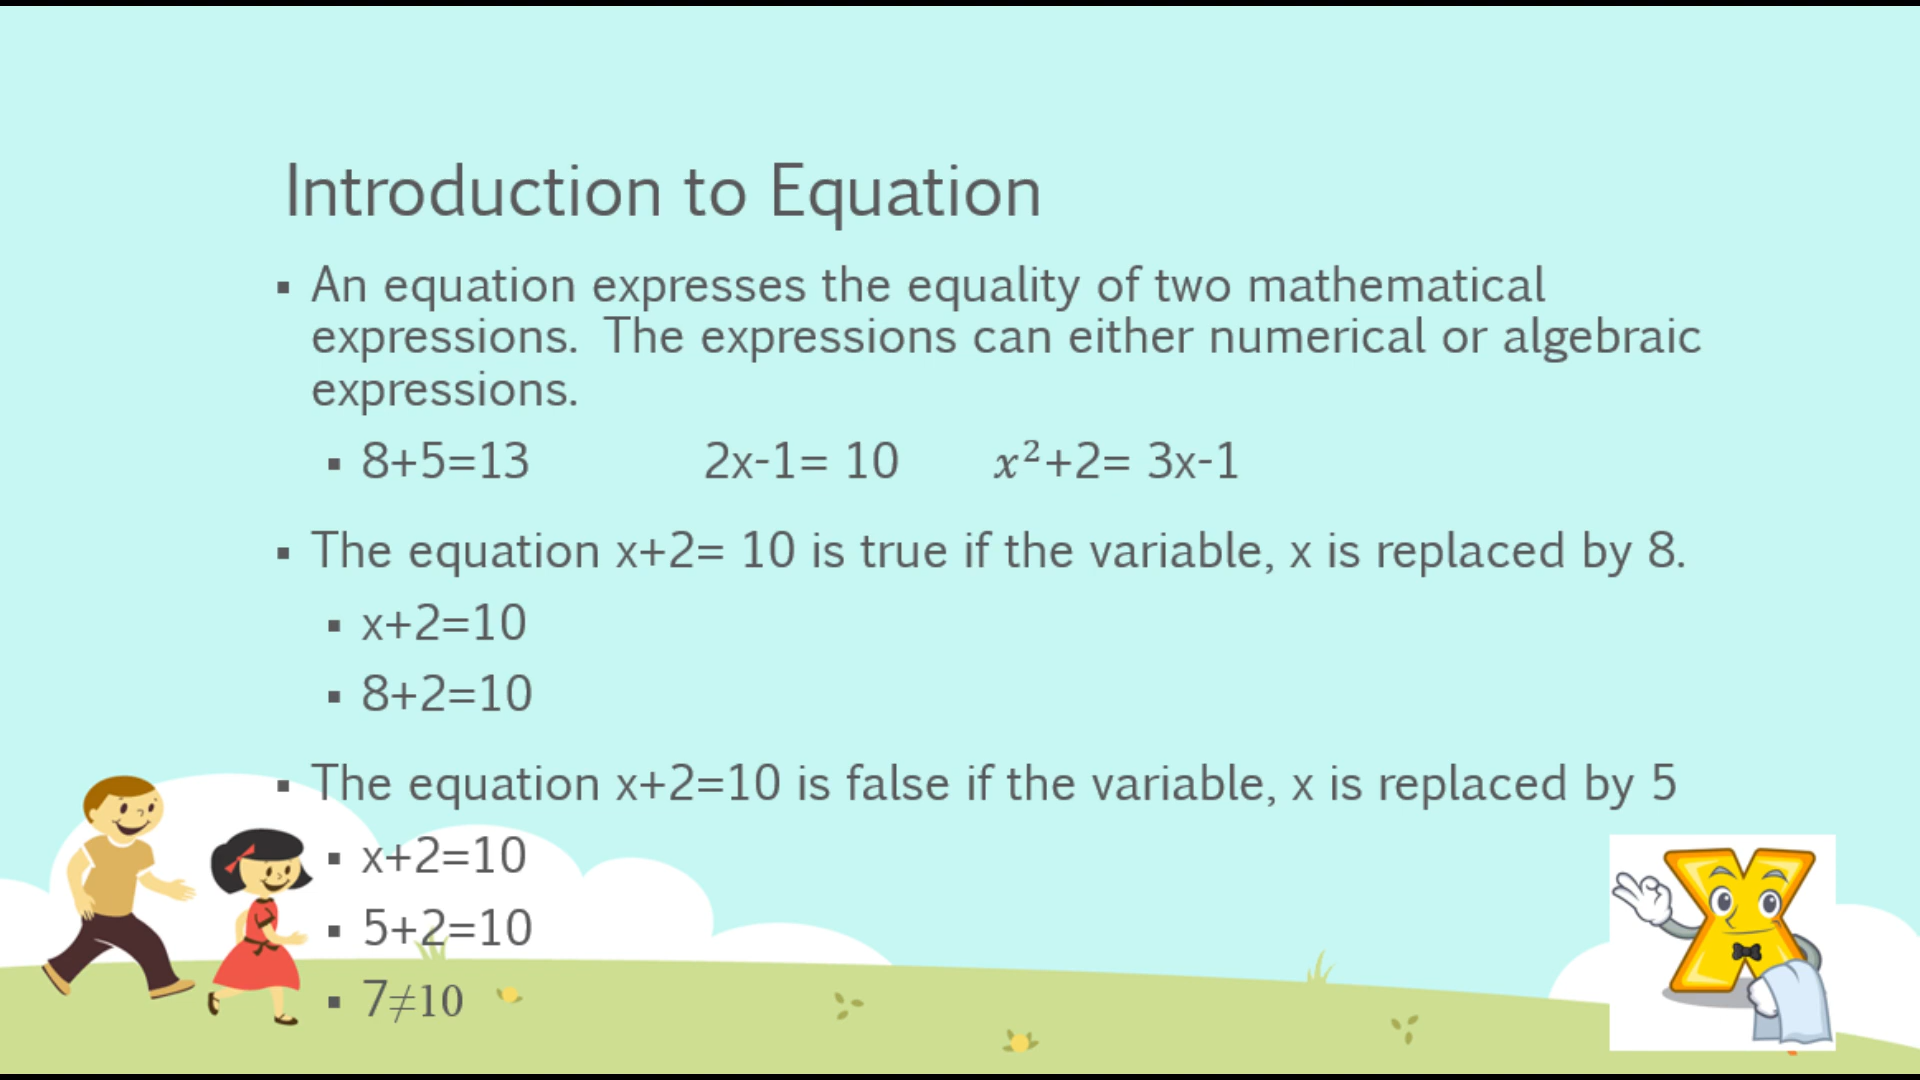 Introduction to Equation
▪ An equation expresses the equality of two mathematical
expressions. The expressions can either numerical or algebraic
expressions.
▪ 8+5=13 2x-1= 10 x²+2= 3x-1
▪ The equation x+2= 10 is true if the variable, x is replaced by 8.
▪ x+2=10
▪ 8+2=10
▪ The equation x+2=10 is false if the variable, x is replaced by 5
▪ x+2=10
▪ 5+2=10
▪ 7≠10